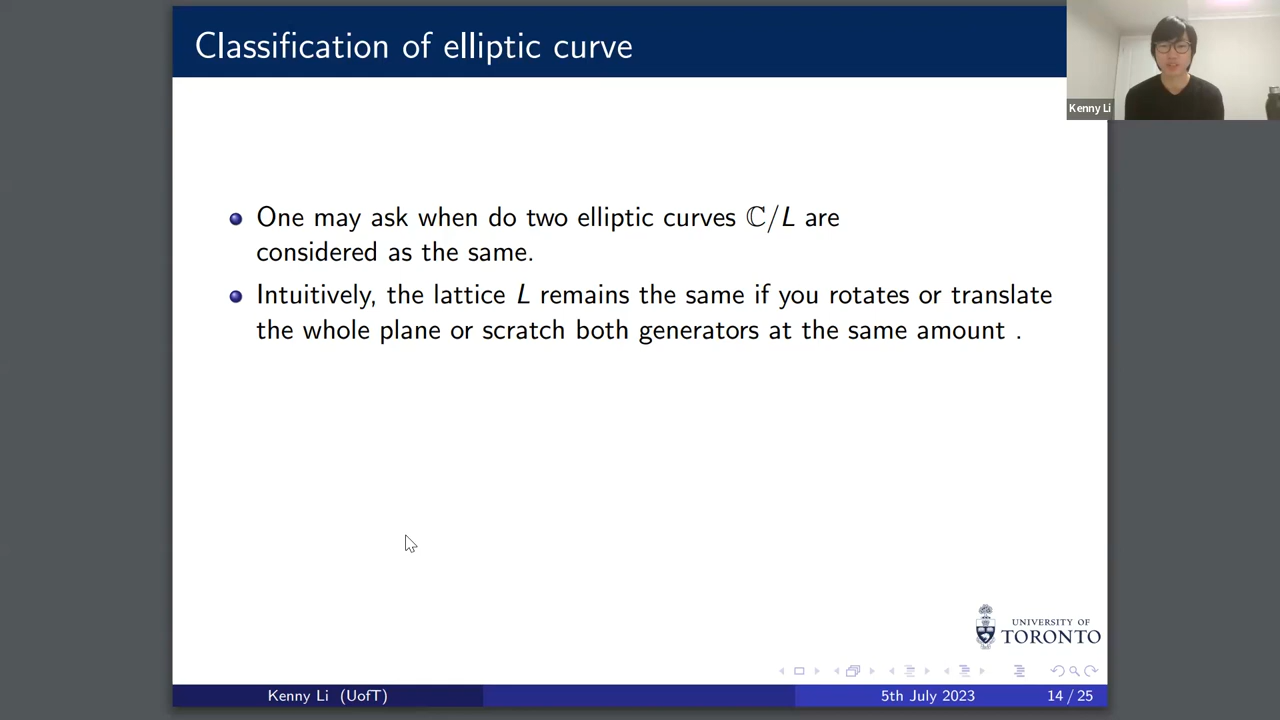 Classification of elliptic curve
Kenny Li
One may ask when do two elliptic curves ℂ/L are
considered as the same.
Intuitively, the lattice L remains the same if you rotates or translate
the whole plane or scratch both generators at the same amount .
UNIVERSITY OF
TORONTO
Kenny Li (UofT)
5th July 2023
14 / 25